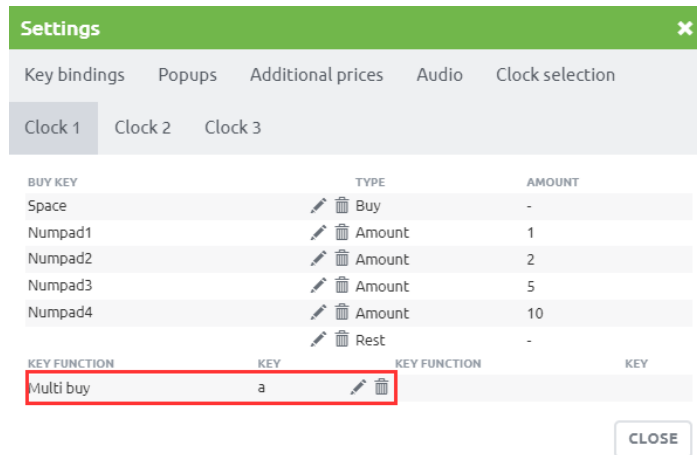 Settings
Key bindings Popups Additional prices Audio Clock selection
Clock 1 Clock 2 Clock 3
BUY KEY TYPE AMOUNT
Space Buy -
Numpad1 Amount 1
Numpad2 Amount 2
Numpad3 Amount 5
Numpad4 Amount 10
Rest -
KEY FUNCTION KEY KEY FUNCTION KEY
Multi buy a
CLOSE